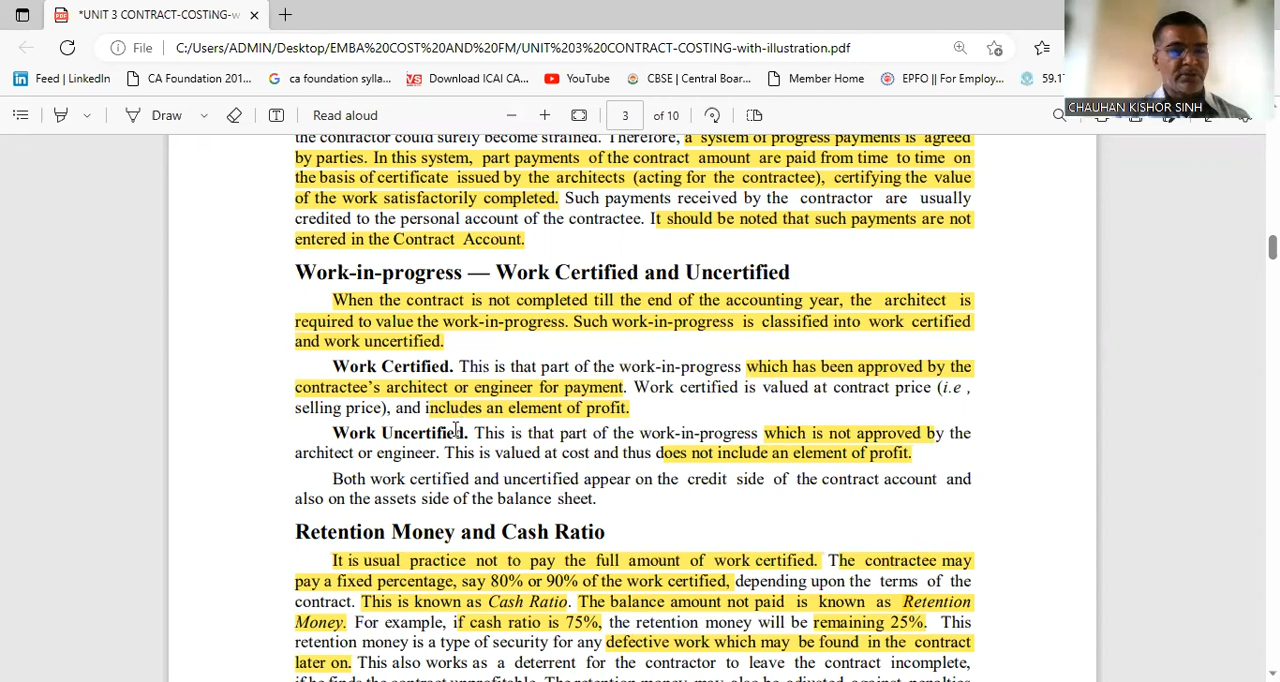 *UNIT 3 CONTRACT-COSTING-w
File C:/Users/ADMIN/Desktop/EMBA%20COST%20AND%20FM/UNIT%203%20CONTRACT-COSTING-with-illustration.pdf
Feed | LinkedIn CA Foundation 201... ca foundation sylla... Download ICAI CA... YouTube CBSE | Central Boar... Member Home EPFO || For Employ... 59.1
CHAUHAN KISHOR SINH
Draw Read aloud 3 of 10
the contractor could surely become strained. Therefore, a system of progress payments is agreed
by parties. In this system, part payments of the contract amount are paid from time to time on
the basis of certificate issued by the architects (acting for the contractee), certifying the value
of the work satisfactorily completed. Such payments received by the contractor are usually
credited to the personal account of the contractee. It should be noted that such payments are not
entered in the Contract Account.
Work-in-progress — Work Certified and Uncertified
When the contract is not completed till the end of the accounting year, the architect is
required to value the work-in-progress. Such work-in-progress is classified into work certified
and work uncertified.
Work Certified. This is that part of the work-in-progress which has been approved by the
contractee's architect or engineer for payment. Work certified is valued at contract price (i.e ,
selling price), and includes an element of profit.
Work Uncertified. This is that part of the work-in-progress which is not approved by the
architect or engineer. This is valued at cost and thus does not include an element of profit.
Both work certified and uncertified appear on the credit side of the contract account and
also on the assets side of the balance sheet.
Retention Money and Cash Ratio
It is usual practice not to pay the full amount of work certified. The contractee may
pay a fixed percentage, say 80% or 90% of the work certified, depending upon the terms of the
contract. This is known as Cash Ratio. The balance amount not paid is known as Retention
Money. For example, if cash ratio is 75%, the retention money will be remaining 25%. This
retention money is a type of security for any defective work which may be found in the contract
later on. This also works as a deterrent for the contractor to leave the contract incomplete,
if he finds the contract unprofitable. The retention money may also be adjusted against penalties